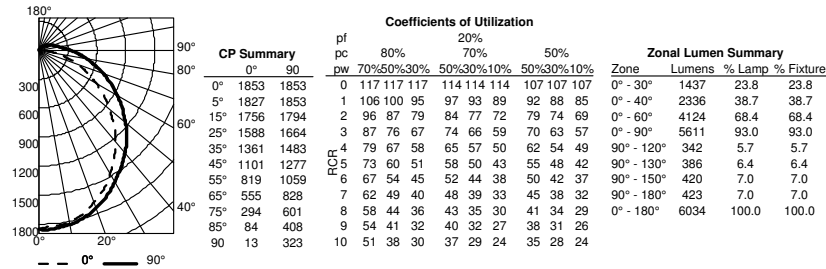 180°
90°
80°
60°
40°
300
600
900
1200
1500
1800
0° 20°
0° 90°
CP Summary
0° 90
0° 1853 1853
5° 1827 1853
15° 1756 1794
25° 1588 1664
35° 1361 1483
45° 1101 1277
55° 819 1059
65° 555 828
75° 294 601
85° 84 408
90 13 323
Coefficients of Utilization
pf 20%
pc 80% 70% 50%
pw 70%50%30% 50%30%10% 50%30%10%
RCR
0 117 117 117 114 114 114 107 107 107
1 106 100 95 97 93 89 92 88 85
2 96 87 79 84 77 72 79 74 69
3 87 76 67 74 66 59 70 63 57
4 79 67 58 65 57 50 62 54 49
5 73 60 51 58 50 43 55 48 42
6 67 54 45 52 44 38 50 42 37
7 62 49 40 48 39 33 45 38 32
8 58 44 36 43 35 30 41 34 29
9 54 41 32 40 32 27 38 31 26
10 51 38 30 37 29 24 35 28 24
Zonal Lumen Summary
Zone Lumens % Lamp % Fixture
0° - 30° 1437 23.8 23.8
0° - 40° 2336 38.7 38.7
0° - 60° 4124 68.4 68.4
0° - 90° 5611 93.0 93.0
90° - 120° 342 5.7 5.7
90° - 130° 386 6.4 6.4
90° - 150° 420 7.0 7.0
90° - 180° 423 7.0 7.0
0° - 180° 6034 100.0 100.0